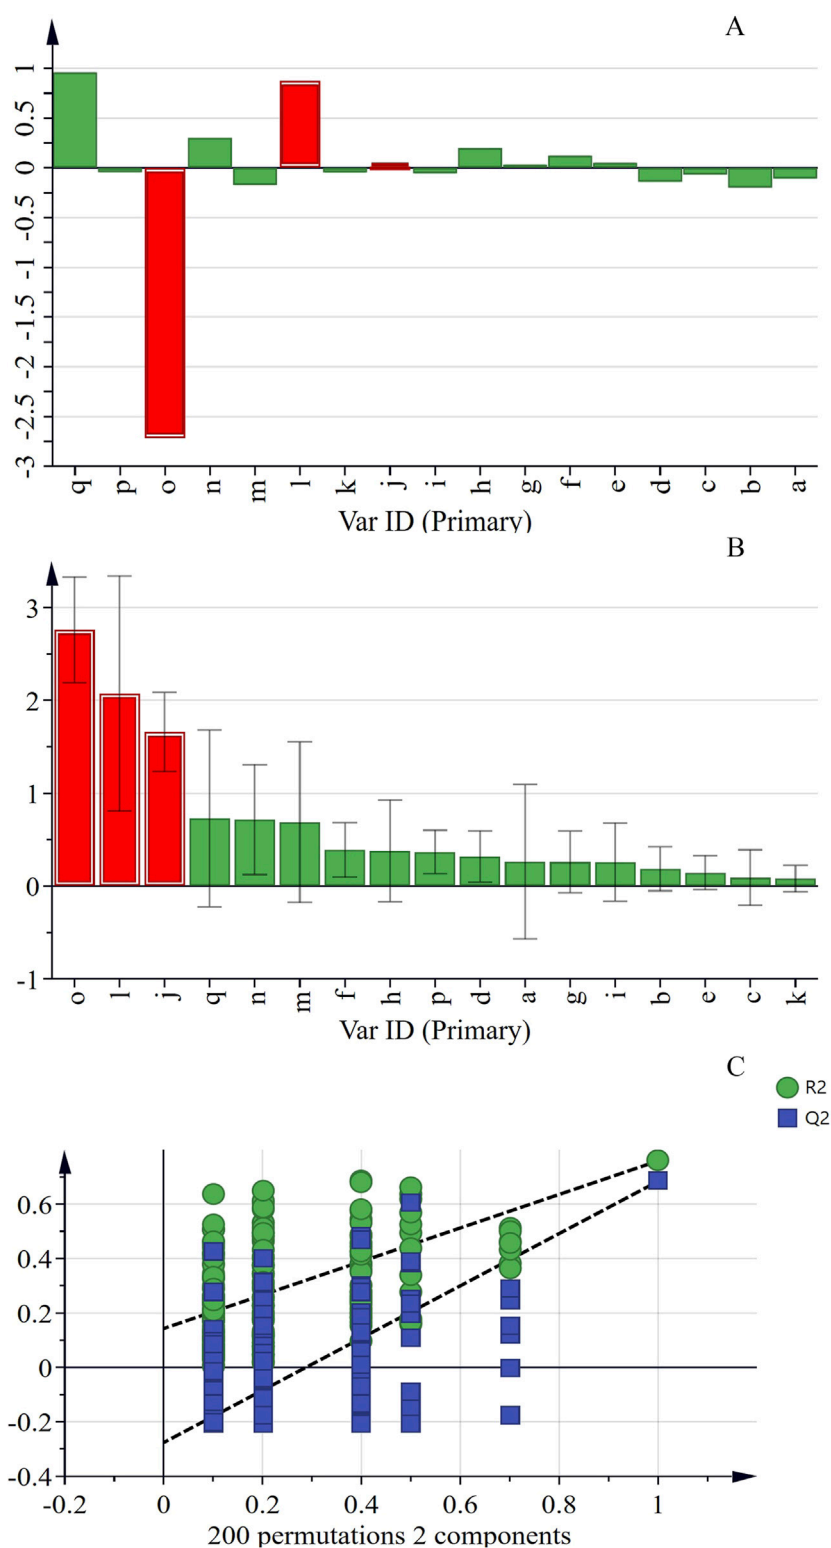 A
1
0.5
0
-0.5
-1
-1.5
-2
-2.5
-3
q p o n m l k j i h g f e d c b a
Var ID (Primary)
B
3
2
1
0
-1
o l j q n m f h p d a g i b e c k
Var ID (Primary)
C
R2
Q2
0.6
0.4
0.2
0
-0.2
-0.4
-0.2 0 0.2 0.4 0.6 0.8 1
200 permutations 2 components